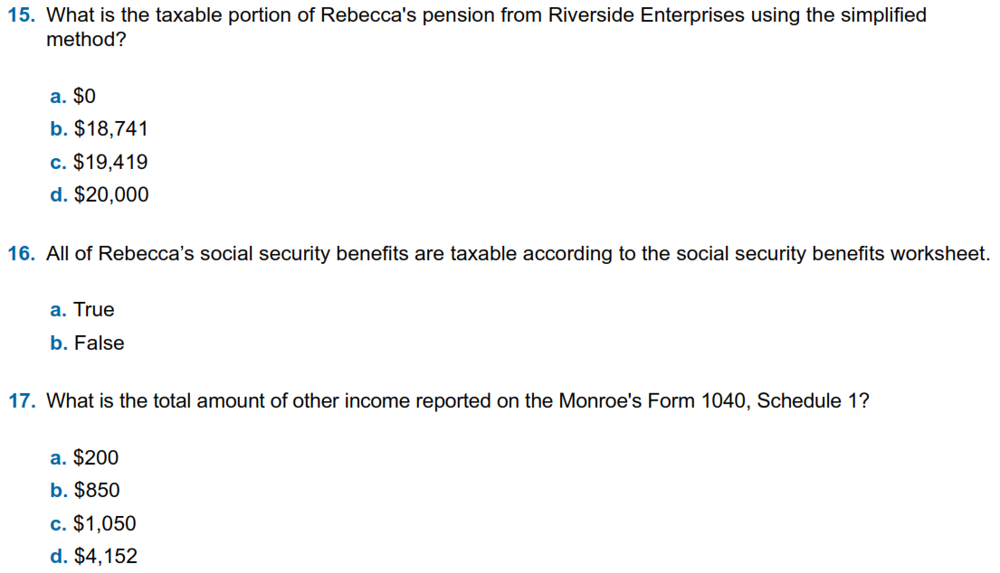 15. What is the taxable portion of Rebecca's pension from Riverside Enterprises using the simplified
method?
a. $0
b. $18,741
c. $19,419
d. $20,000
16. All of Rebecca’s social security benefits are taxable according to the social security benefits worksheet.
a. True
b. False
17. What is the total amount of other income reported on the Monroe's Form 1040, Schedule 1?
a. $200
b. $850
c. $1,050
d. $4,152